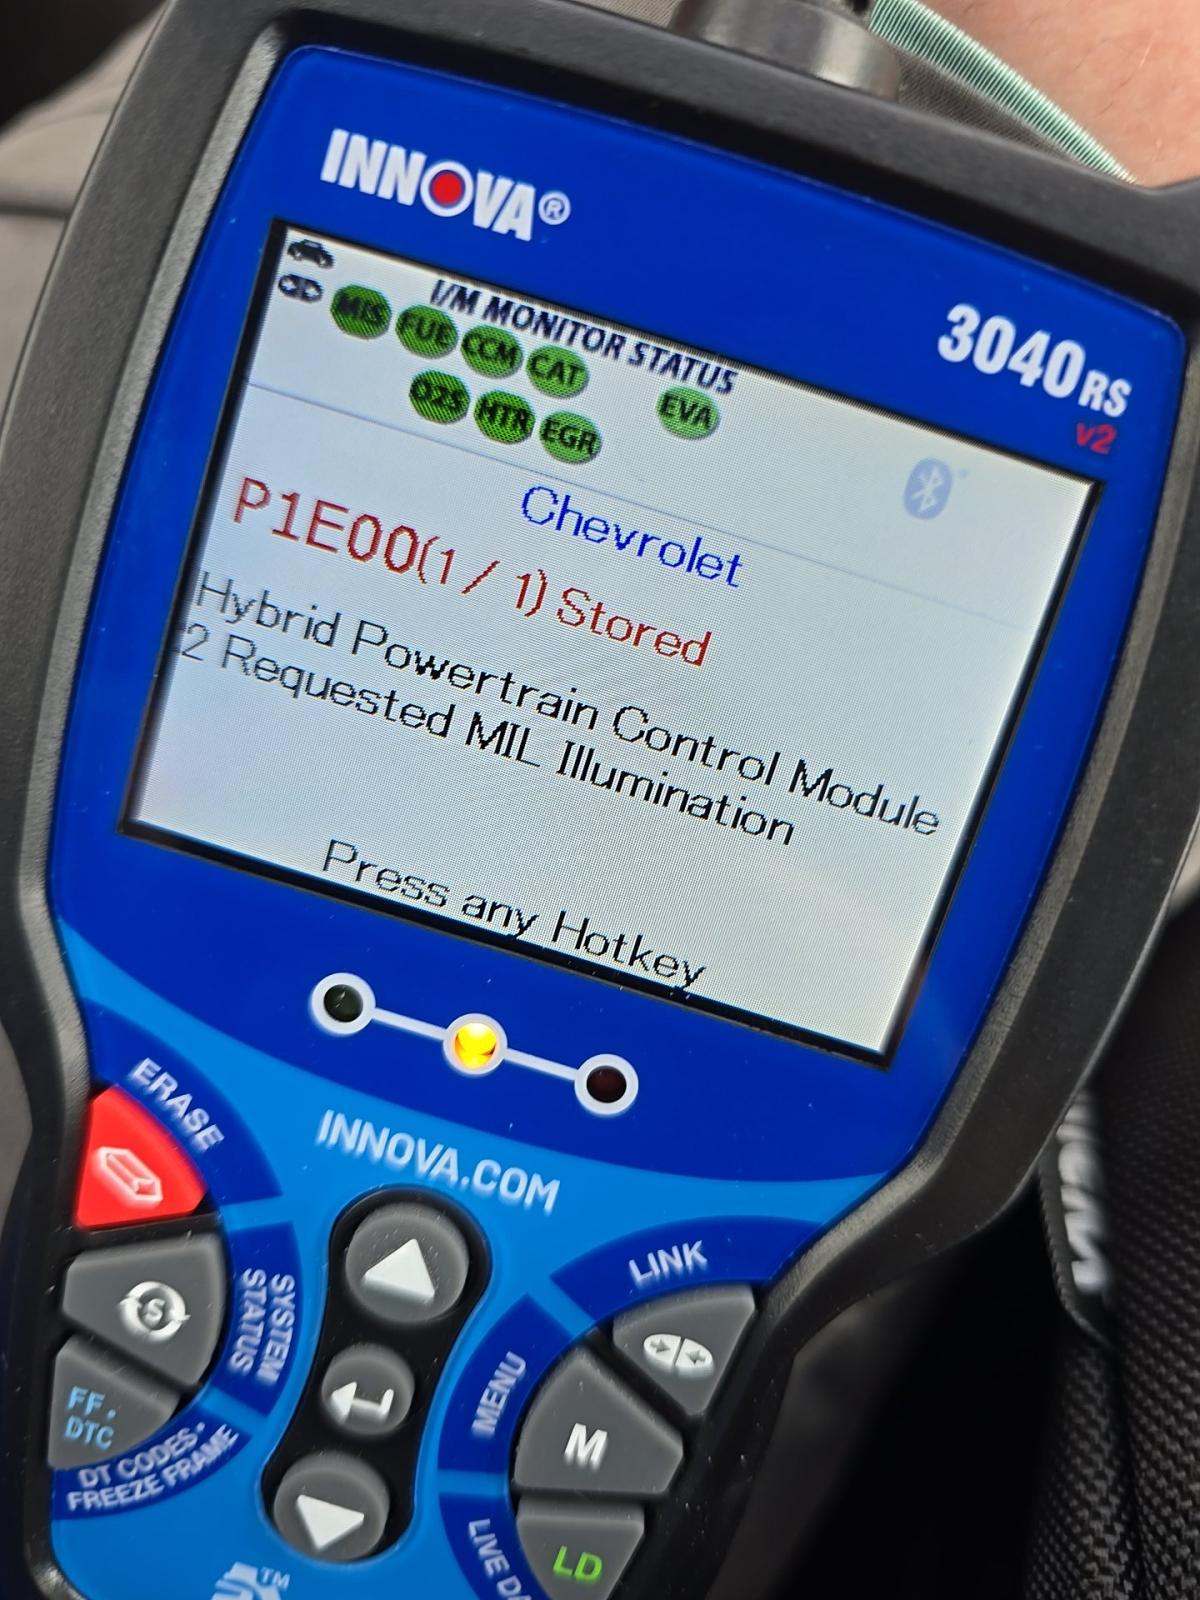 INNOVA®
3040RS
v2
I/M MONITOR STATUS
MIS FUE CCM CAT EVA
O2S HTR EGR
Chevrolet
P1E00(1 / 1) Stored
Hybrid Powertrain Control Module
2 Requested MIL Illumination
Press any Hotkey
INNOVA.COM
ERASE
LINK
SYSTEM
STATUS
S
MENU
M
FF.
DTC
DT CODES -
FREEZE FRAME
LIVE D
LD
TM